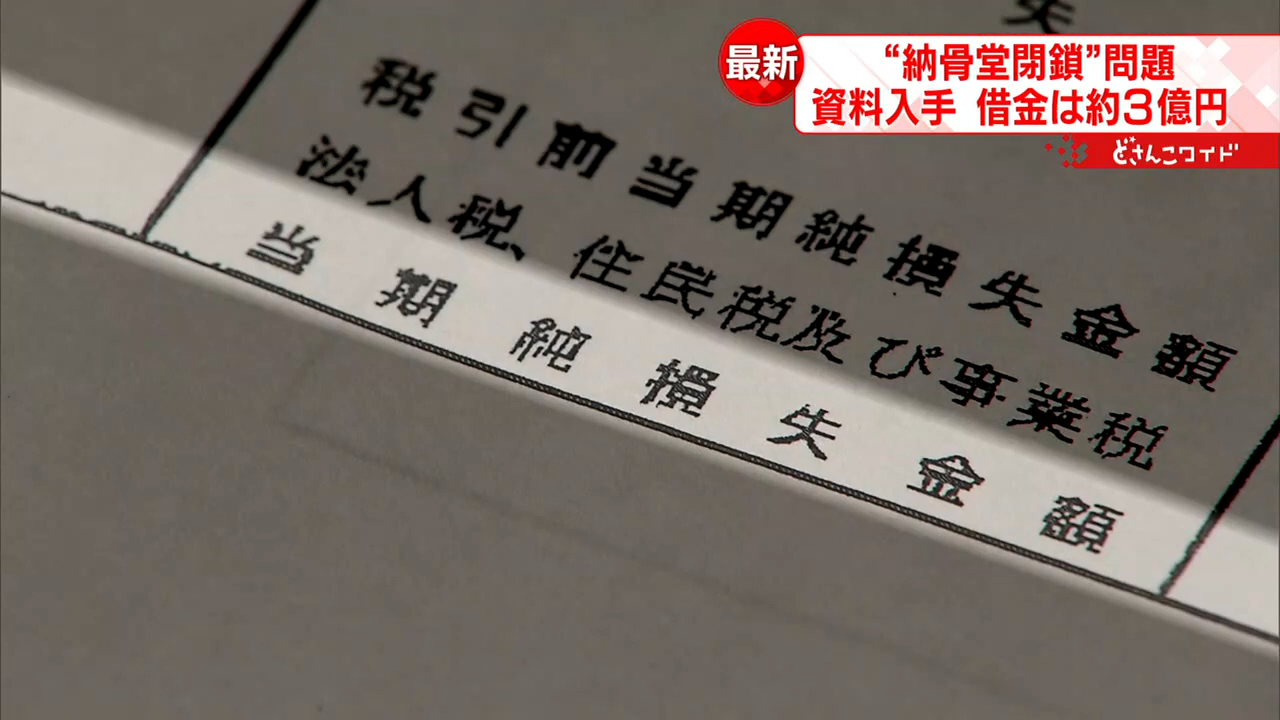 最新
“納骨堂閉鎖”問題
資料入手 借金は約3億円
どさんこワイド
失
税引前当期純損失金額
法人税、住民税及び事業税
当期純損失金額